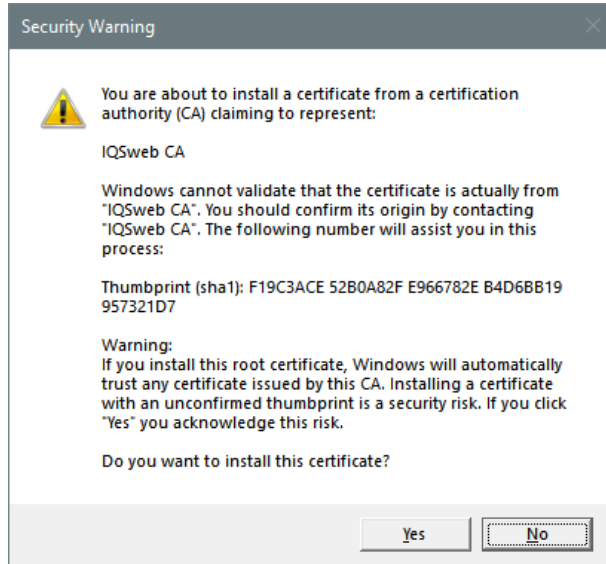 Security Warning
You are about to install a certificate from a certification
authority (CA) claiming to represent:
IQSweb CA
Windows cannot validate that the certificate is actually from
"IQSweb CA". You should confirm its origin by contacting
"IQSweb CA". The following number will assist you in this
process:
Thumbprint (sha1): F19C3ACE 52B0A82F E966782E B4D6BB19
957321D7
Warning:
If you install this root certificate, Windows will automatically
trust any certificate issued by this CA. Installing a certificate
with an unconfirmed thumbprint is a security risk. If you click
"Yes" you acknowledge this risk.
Do you want to install this certificate?
Yes
No